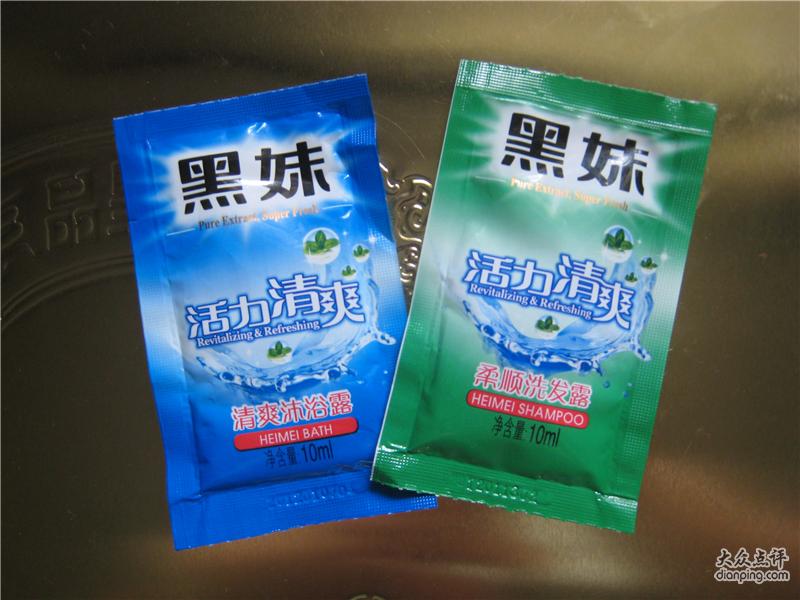 黑妹
Pure Extract, Super Fresh
活力清爽
Revitalizing & Refreshing
清爽沐浴露
HEIMEI BATH
净含量:10ml
黑妹
Pure Extract, Super Fresh
活力清爽
Revitalizing & Refreshing
柔顺洗发露
HEIMEI SHAMPOO
净含量:10ml
品
大众点评
dianping.com